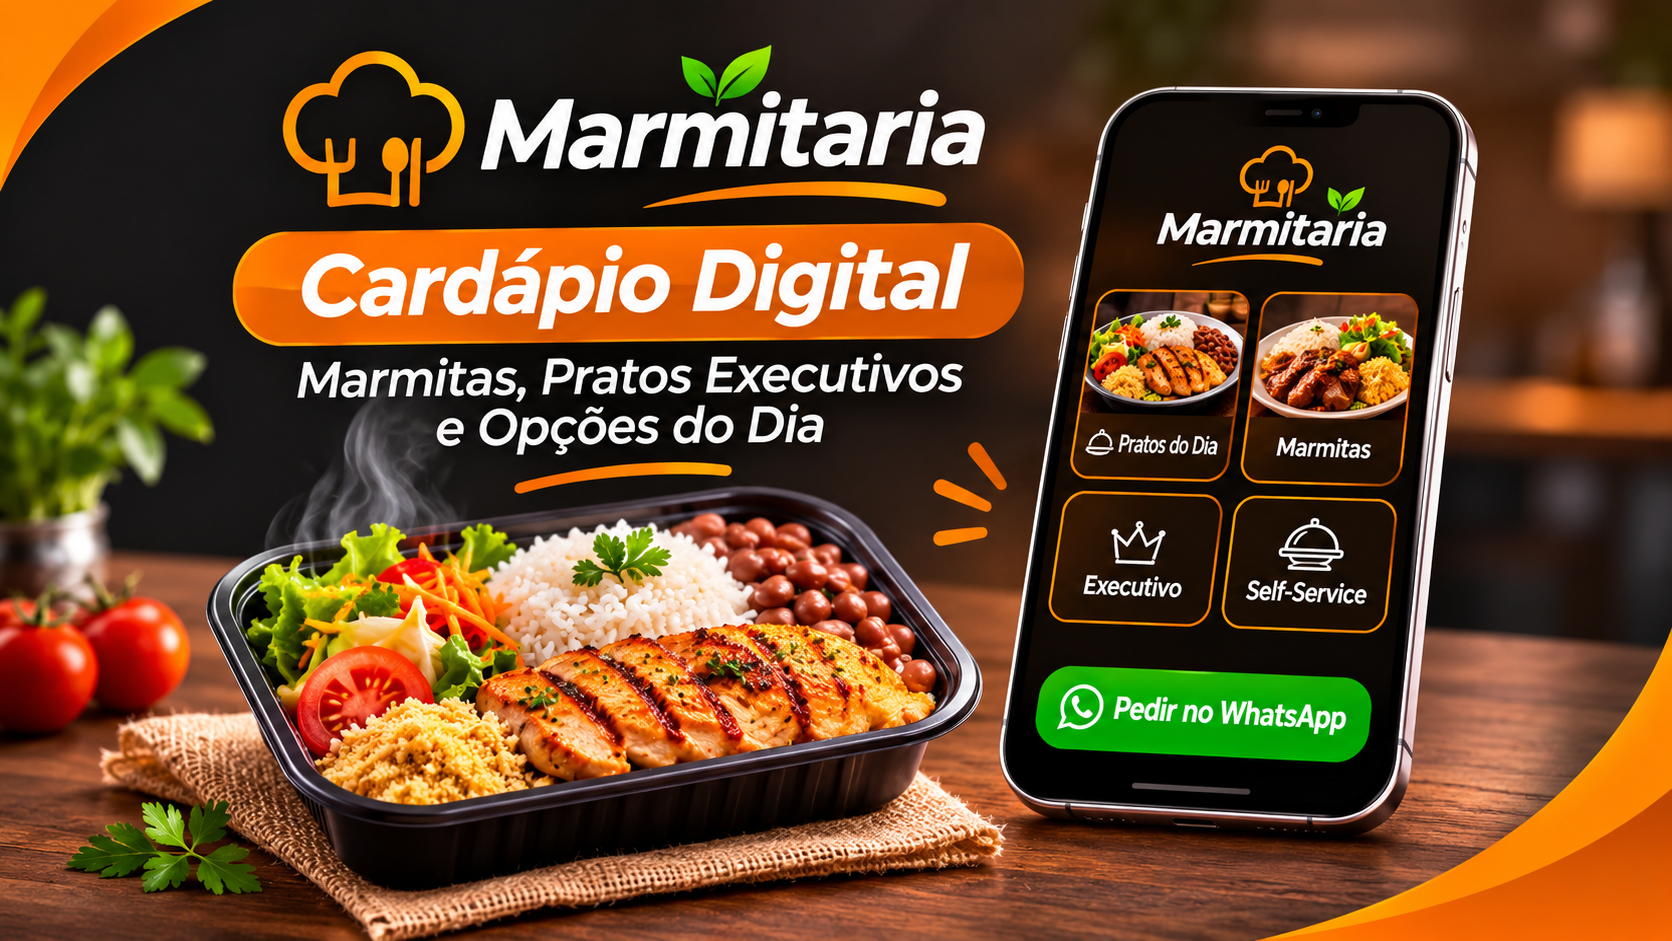 Marmitaria
Cardápio Digital
Marmitas, Pratos Executivos
e Opções do Dia
Marmitaria
Pratos do Dia
Marmitas
Executivo
Self-Service
Pedir no WhatsApp